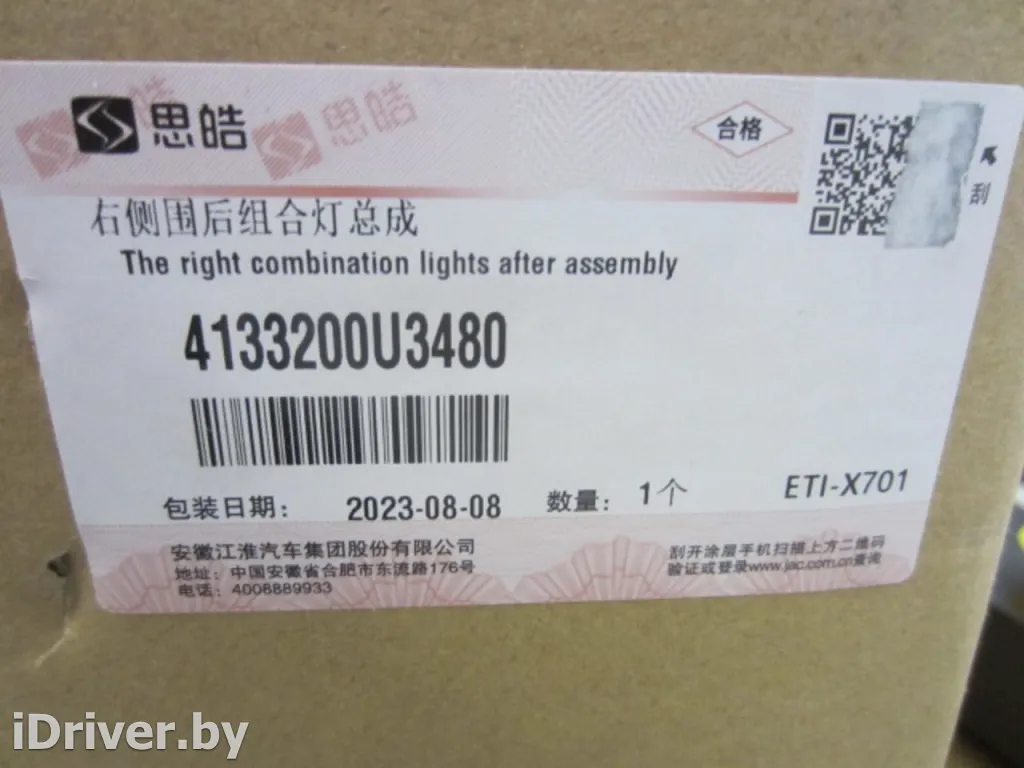 思皓
思皓
合格
刮
右侧围后组合灯总成
The right combination lights after assembly
4133200U3480
包装日期: 2023-08-08
数量: 1个
ETI-X701
安徽江淮汽车集团股份有限公司
地址: 中国安徽省合肥市东流路176号
电话: 4008889933
刮开涂层手机扫描上方二维码
验证或登录www.jac.com.cn查询
iDriver.by